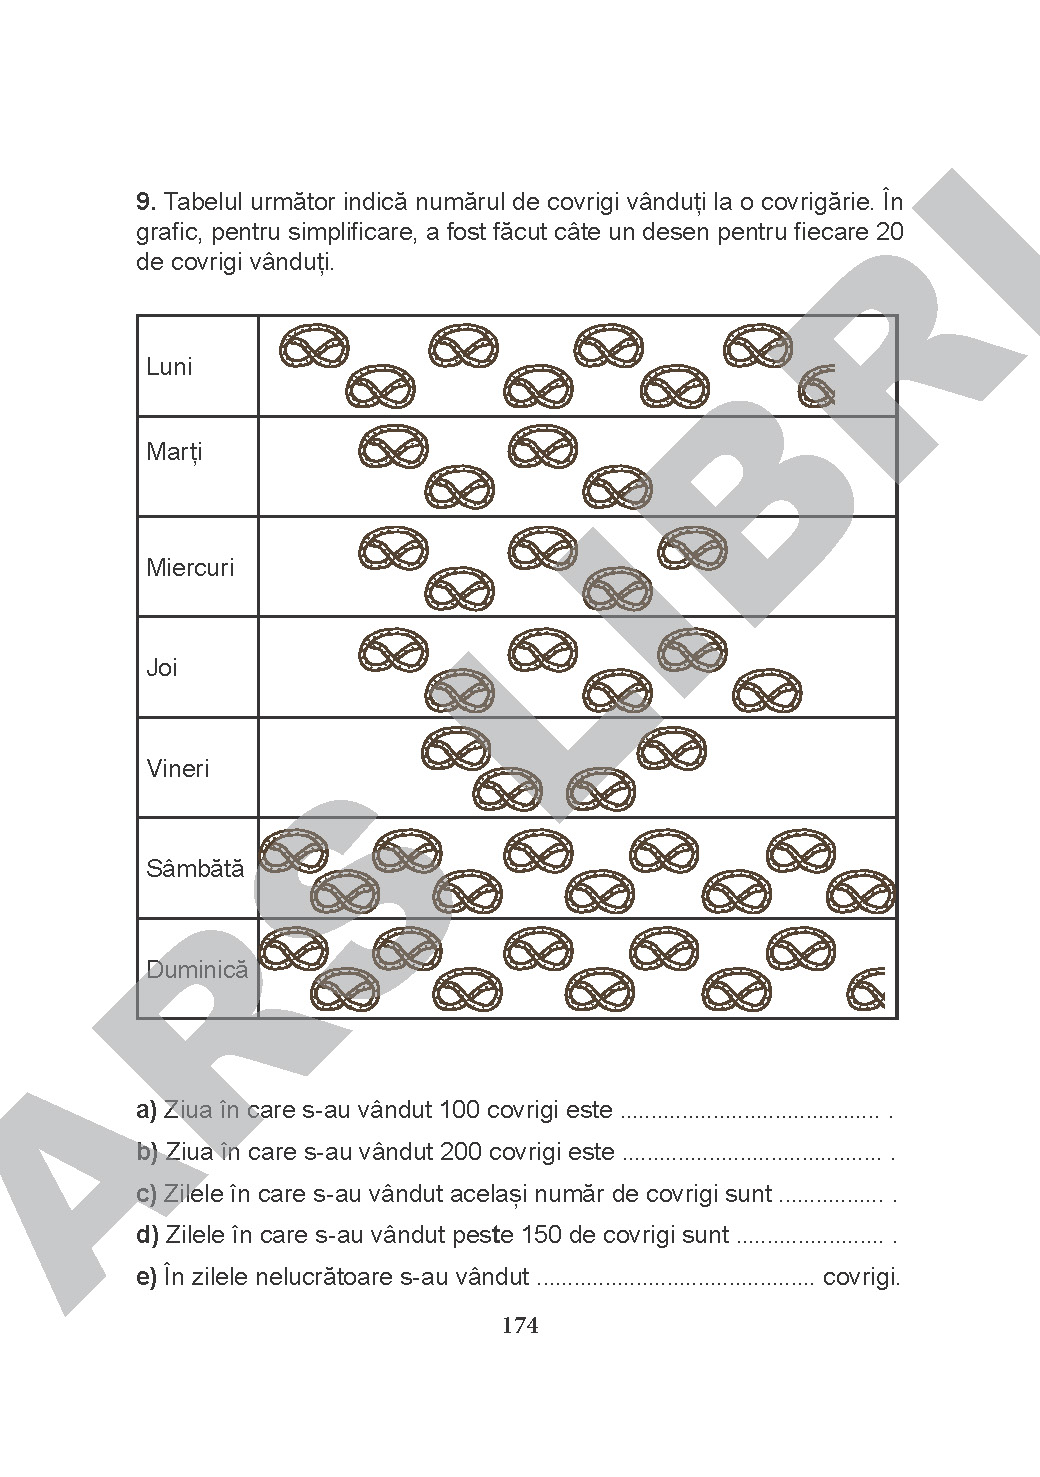 9. Tabelul următor indică numărul de covrigi vânduți la o covrigărie. În
grafic, pentru simplificare, a fost făcut câte un desen pentru fiecare 20
de covrigi vânduți.
Luni
Marți
Miercuri
Joi
Vineri
Sâmbătă
Duminică
a) Ziua în care s-au vândut 100 covrigi este .......................................... .
b) Ziua în care s-au vândut 200 covrigi este .......................................... .
c) Zilele în care s-au vândut același număr de covrigi sunt ................. .
d) Zilele în care s-au vândut peste 150 de covrigi sunt ........................ .
e) În zilele nelucrătoare s-au vândut ............................................. covrigi.
174
ARS LIBRI